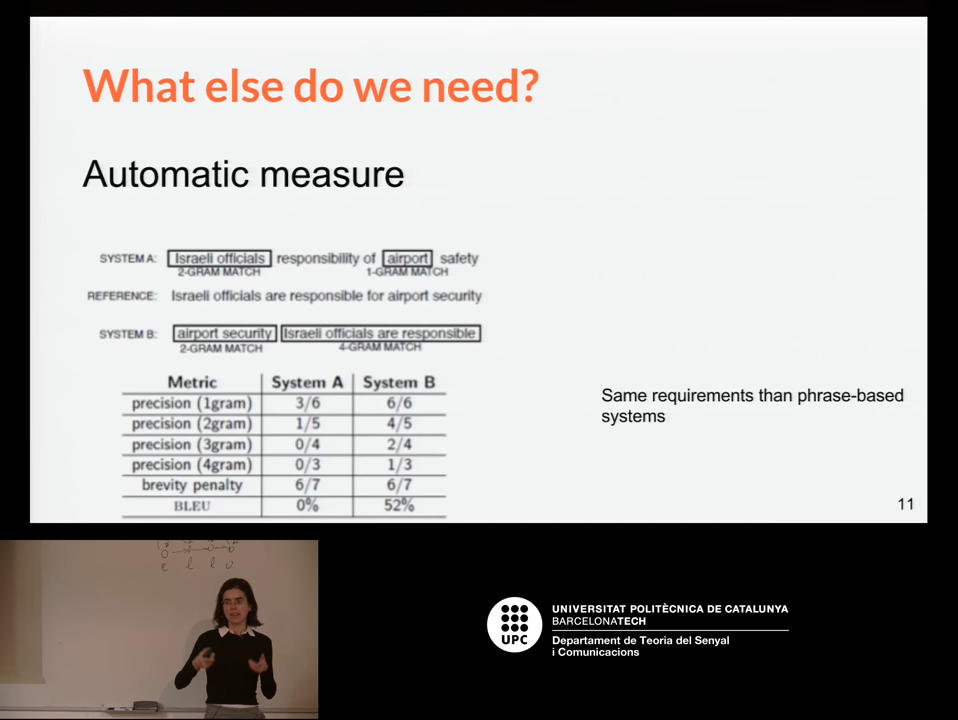 What else do we need?
Automatic measure
SYSTEM A: Israeli officials responsibility of airport safety
2-GRAM MATCH 1-GRAM MATCH
REFERENCE: Israeli officials are responsible for airport security
SYSTEM B: airport security Israeli officials are responsible
2-GRAM MATCH 4-GRAM MATCH
Metric System A System B
precision (1gram) 3/6 6/6
precision (2gram) 1/5 4/5
precision (3gram) 0/4 2/4
precision (4gram) 0/3 1/3
brevity penalty 6/7 6/7
BLEU 0% 52%
Same requirements than phrase-based
systems
11
e l l o
UPC
UNIVERSITAT POLITÈCNICA DE CATALUNYA
BARCELONATECH
Departament de Teoria del Senyal
i Comunicacions